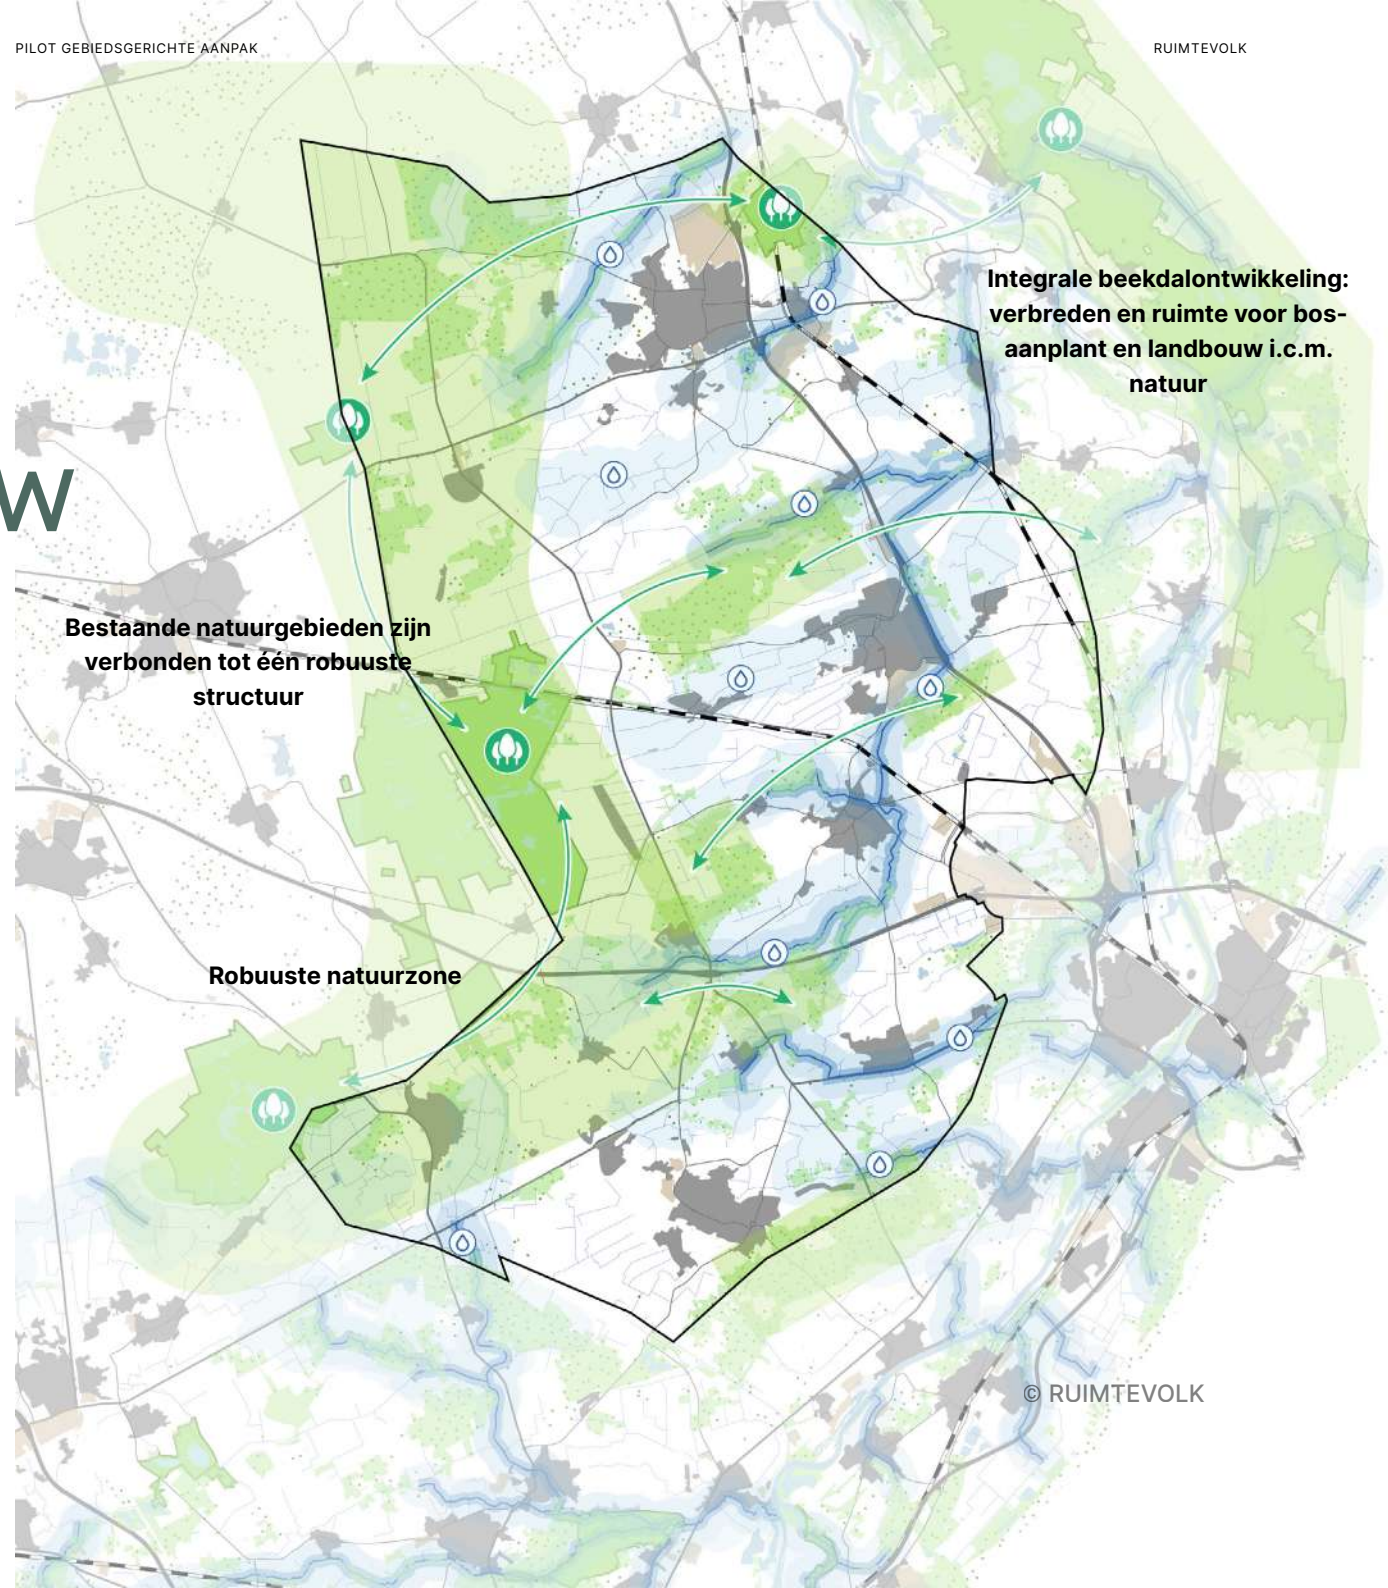 PILOT GEBIEDSGERICHTE AANPAK
RUIMTEVOLK
Integrale beekdalontwikkeling:
verbreden en ruimte voor bos-
aanplant en landbouw i.c.m.
natuur
w
Bestaande natuurgebieden zijn
verbonden tot één robuuste
structuur
Robuuste natuurzone
© RUIMTEVOLK